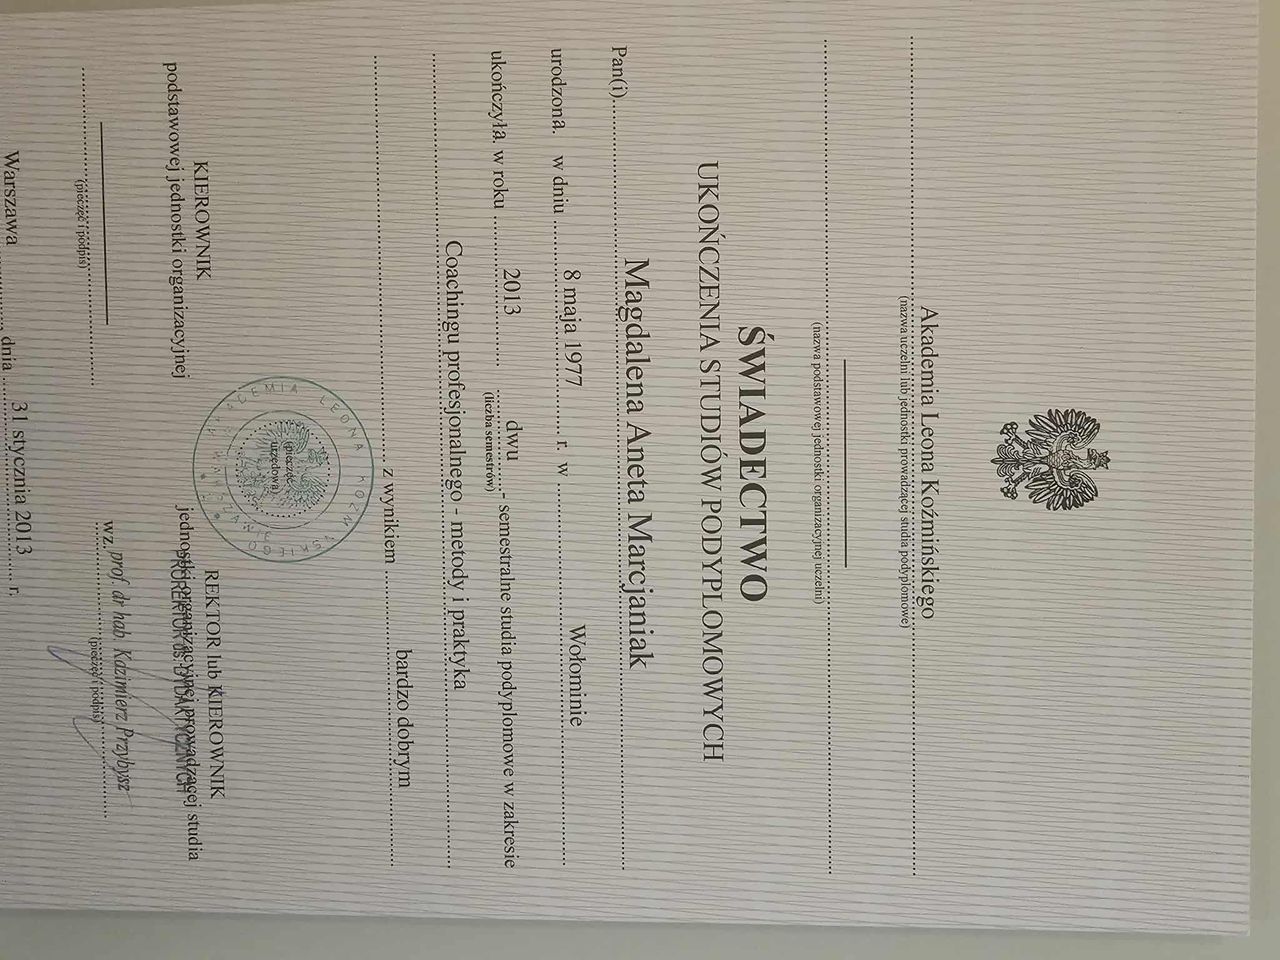 Akademia Leona Koźmińskiego
(nazwa uczelni lub jednostki prowadzącej studia podyplomowe)
(nazwa podstawowej jednostki organizacyjnej uczelni)
ŚWIADECTWO
UKOŃCZENIA STUDIÓW PODYPLOMOWYCH
Pan(i) Magdalena Aneta Marcjaniak
urodzona w dniu 8 maja 1977 r. w Wołominie
ukończyła w roku 2013 dwu - semestralne studia podyplomowe w zakresie
(liczba semestrów)
Coachingu profesjonalnego - metody i praktyka
z wynikiem bardzo dobrym
KIEROWNIK
podstawowej jednostki organizacyjnej
(pieczęć i podpis)
AKADEMIA LEONA KOŹMIŃSKIEGO
(pieczęć
urzędowa)
REKTOR lub KIEROWNIK
jednostki organizacyjnej prowadzącej studia
PROREKTOR ds DYDAKTYCZNYCH
wz. prof dr hab. Kazimierz Przybysz
(pieczęć i podpis)
Warszawa dnia 31 stycznia 2013 r.